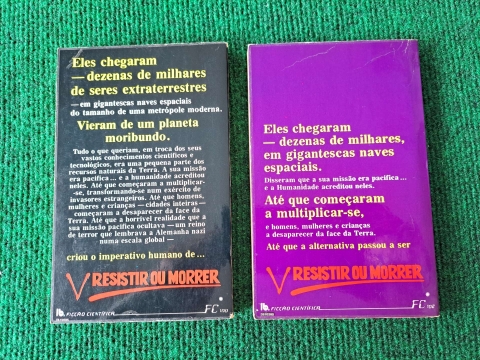 Eles chegaram
— dezenas de milhares
de seres extraterrestres
— em gigantescas naves espaciais
do tamanho de uma metrópole moderna.
Vieram de um planeta
moribundo.
Tudo o que queriam, em troca dos seus
vastos conhecimentos científicos e
tecnológicos, era uma pequena parte dos
recursos naturais da Terra. A sua missão
era pacífica ... e a humanidade acreditou
neles. Até que começaram a multiplicar-
-se, transformando-se num exército de
invasores estrangeiros. Até que homens,
mulheres e crianças — cidades inteiras —
começaram a desaparecer da face da
Terra. Até que a horrível realidade que a
sua missão pacífica ocultava — um reino
de terror que lembrava a Alemanha nazi
numa escala global —
criou o imperativo humano de...
V RESISTIR OU MORRER
FICÇÃO CIENTÍFICA
FC
Eles chegaram
— dezenas de milhares,
em gigantescas naves
espaciais.
Disseram que a sua missão era pacífica ...
e a Humanidade acreditou neles.
Até que começaram
a multiplicar-se,
e homens, mulheres e crianças
a desaparecer da face da Terra.
Até que a alternativa passou a ser
V RESISTIR OU MORRER
FICÇÃO CIENTÍFICA
FC 102